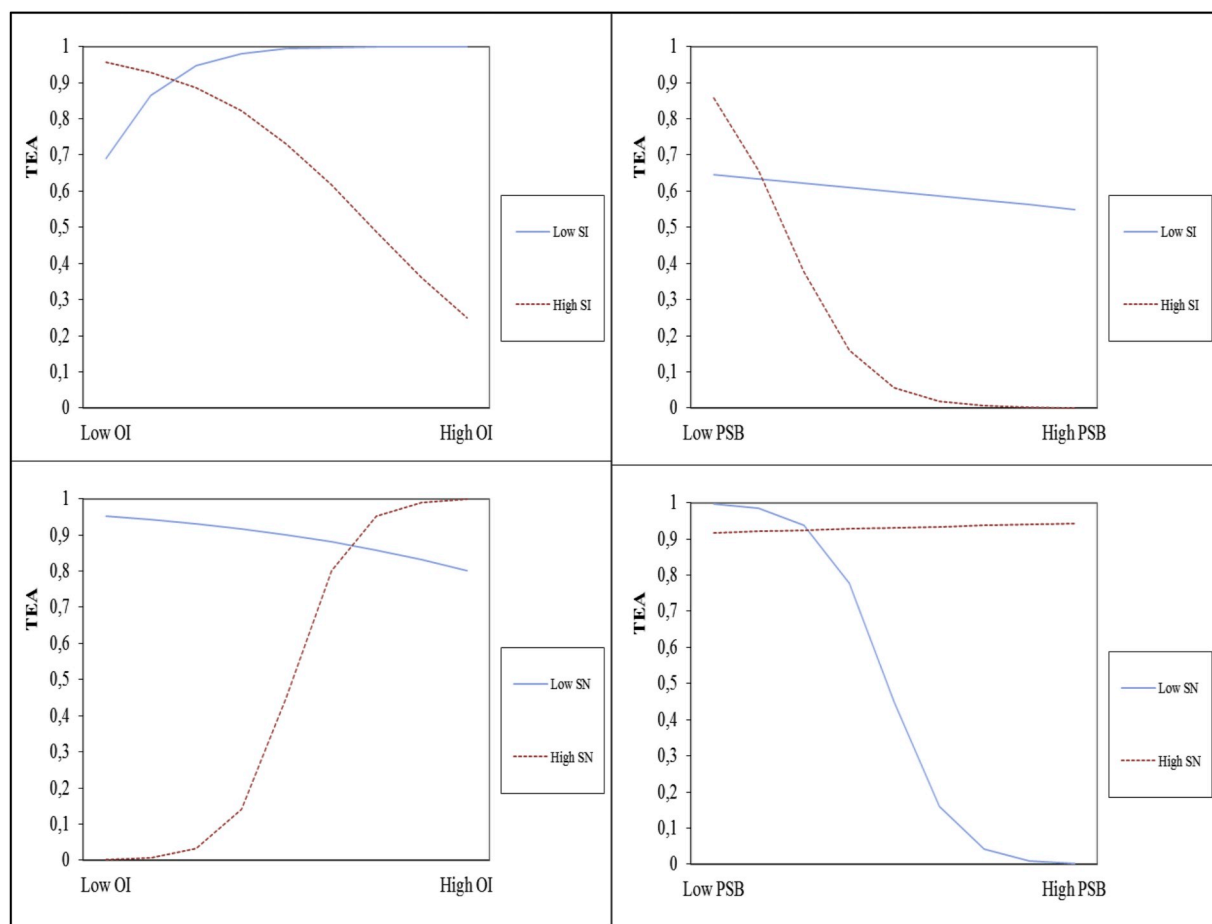 1
0,9
0,8
0,7
0,6
0,5
0,4
0,3
0,2
0,1
0
TEA
Low OI High OI
Low SI
High SI
1
0,9
0,8
0,7
0,6
0,5
0,4
0,3
0,2
0,1
0
TEA
Low PSB High PSB
Low SI
High SI
1
0,9
0,8
0,7
0,6
0,5
0,4
0,3
0,2
0,1
0
TEA
Low OI High OI
Low SN
High SN
1
0,9
0,8
0,7
0,6
0,5
0,4
0,3
0,2
0,1
0
TEA
Low PSB High PSB
Low SN
High SN